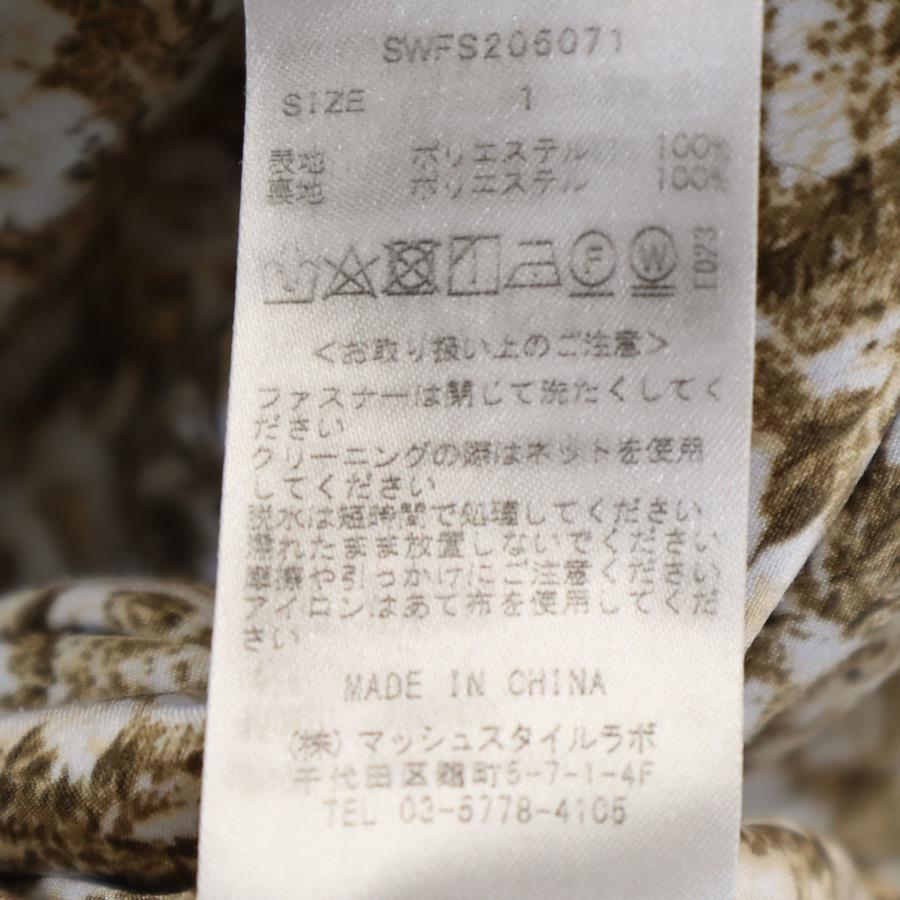 SWFS206071
SIZE 1
表地 ポリエステル 100%
裏地 ポリエステル 100%
F W
<お取り扱い上のご注意>
ファスナーは閉じて洗たくしてく
ださい
クリーニングの際はネットを使用
してください
脱水は短時間で処理してください
濡れたまま放置しないでください
摩擦や引っかけにご注意ください
アイロンはあて布を使用してくだ
さい
MADE IN CHINA
(株)マッシュスタイルラボ
千代田区麹町5-7-1-4F
TEL 03-5778-4105